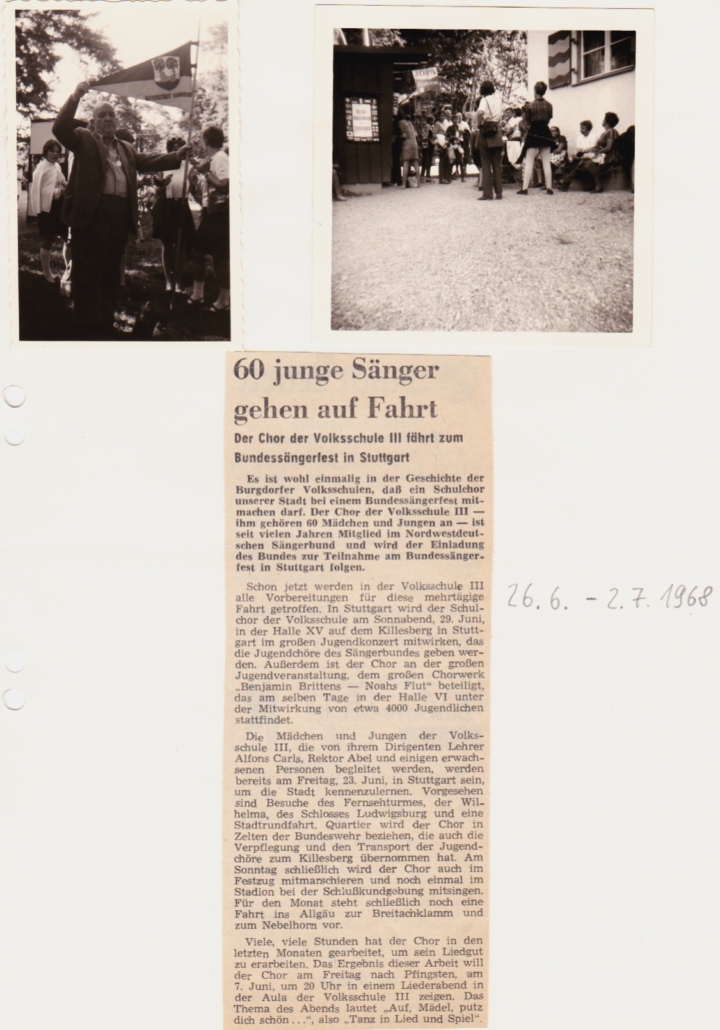 60 junge Sänger
gehen auf Fahrt
Der Chor der Volksschule III fährt zum
Bundessängerfest in Stuttgart
Es ist wohl einmalig in der Geschichte der
Burgdorfer Volksschulen, daß ein Schulchor
unserer Stadt bei einem Bundessängerfest mit-
machen darf. Der Chor der Volksschule III —
ihm gehören 60 Mädchen und Jungen an — ist
seit vielen Jahren Mitglied im Nordwestdeut-
schen Sängerbund und wird der Einladung
des Bundes zur Teilnahme am Bundessänger-
fest in Stuttgart folgen.
Schon jetzt werden in der Volksschule III
alle Vorbereitungen für diese mehrtägige
Fahrt getroffen. In Stuttgart wird der Schul-
chor der Volksschule am Sonnabend, 29. Juni,
in der Halle XV auf dem Killesberg in Stutt-
gart im großen Jugendkonzert mitwirken, das
die Jugendchöre des Sängerbundes geben wer-
den. Außerdem ist der Chor an der großen
Jugendveranstaltung, dem großen Chorwerk
„Benjamin Brittens — Noahs Flut“ beteiligt,
das am selben Tage in der Halle VI unter
der Mitwirkung von etwa 4000 Jugendlichen
stattfindet.
Die Mädchen und Jungen der Volks-
schule III, die von ihrem Dirigenten Lehrer
Alfons Carls, Rektor Abel und einigen erwach-
senen Personen begleitet werden, werden
bereits am Freitag, 23. Juni, in Stuttgart sein,
um die Stadt kennenzulernen. Vorgesehen
sind Besuche des Fernsehturmes, der Wil-
helma, des Schlosses Ludwigsburg und eine
Stadtrundfahrt. Quartier wird der Chor in
Zelten der Bundeswehr beziehen, die auch die
Verpflegung und den Transport der Jugend-
chöre zum Killesberg übernommen hat. Am
Sonntag schließlich wird der Chor auch im
Festzug mitmarschieren und noch einmal im
Stadion bei der Schlußkundgebung mitsingen.
Für den Monat steht schließlich noch eine
Fahrt ins Allgäu zur Breitachklamm und
zum Nebelhorn vor.
Viele, viele Stunden hat der Chor in den
letzten Monaten gearbeitet, um sein Liedgut
zu erarbeiten. Das Ergebnis dieser Arbeit will
der Chor am Freitag nach Pfingsten, am
7. Juni, um 20 Uhr in einem Liederabend in
der Aula der Volksschule III zeigen. Das
Thema des Abends lautet „Auf, Mädel, putz
dich schön . . .“, also „Tanz in Lied und Spiel“.
26.6. – 2.7. 1968